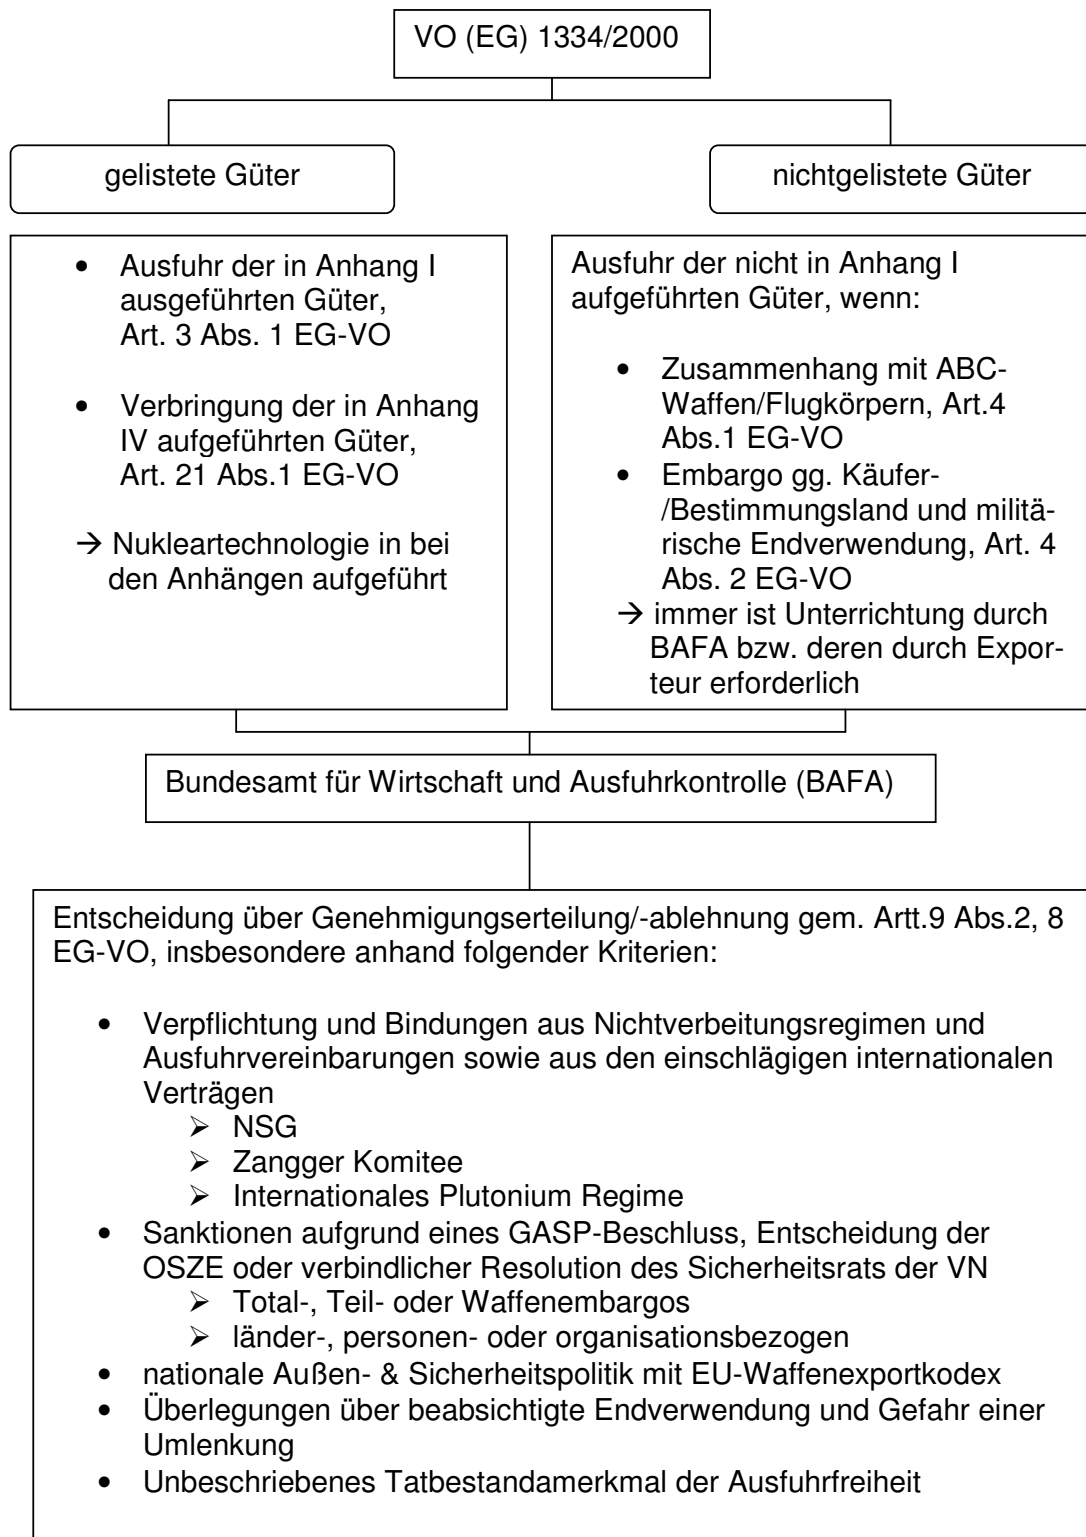 VO (EG) 1334/2000
gelistete Güter
nichtgelistete Güter
• Ausfuhr der in Anhang I
ausgeführten Güter,
Art. 3 Abs. 1 EG-VO
• Verbringung der in Anhang
IV aufgeführten Güter,
Art. 21 Abs.1 EG-VO
→ Nukleartechnologie in bei
den Anhängen aufgeführt
Ausfuhr der nicht in Anhang I
aufgeführten Güter, wenn:
• Zusammenhang mit ABC-
Waffen/Flugkörpern, Art.4
Abs.1 EG-VO
• Embargo gg. Käufer-
/Bestimmungsland und militä-
rische Endverwendung, Art. 4
Abs. 2 EG-VO
→ immer ist Unterrichtung durch
BAFA bzw. deren durch Expor-
teur erforderlich
Bundesamt für Wirtschaft und Ausfuhrkontrolle (BAFA)
Entscheidung über Genehmigungserteilung/-ablehnung gem. Artt.9 Abs.2, 8
EG-VO, insbesondere anhand folgender Kriterien:
• Verpflichtung und Bindungen aus Nichtverbeitungsregimen und
Ausfuhrvereinbarungen sowie aus den einschlägigen internationalen
Verträgen
➢ NSG
➢ Zangger Komitee
➢ Internationales Plutonium Regime
• Sanktionen aufgrund eines GASP-Beschluss, Entscheidung der
OSZE oder verbindlicher Resolution des Sicherheitsrats der VN
➢ Total-, Teil- oder Waffenembargos
➢ länder-, personen- oder organisationsbezogen
• nationale Außen- & Sicherheitspolitik mit EU-Waffenexportkodex
• Überlegungen über beabsichtigte Endverwendung und Gefahr einer
Umlenkung
• Unbeschriebenes Tatbestandamerkmal der Ausfuhrfreiheit